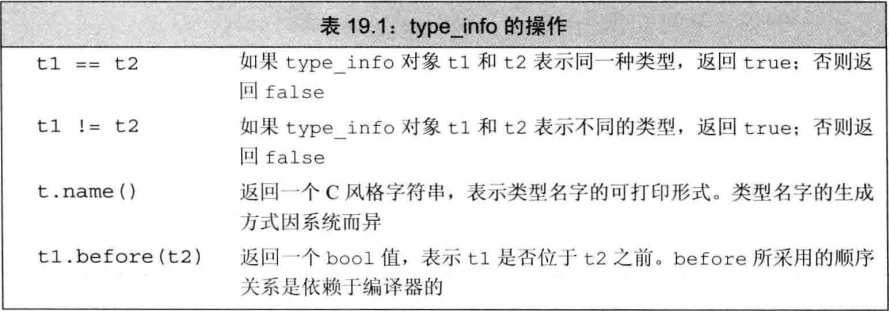 表 19.1：type_info 的操作
t1 == t2 如果 type_info 对象 t1 和 t2 表示同一种类型，返回 true；否则返
回 false
t1 != t2 如果 type_info 对象 t1 和 t2 表示不同的类型，返回 true；否则返
回 false
t.name() 返回一个 C 风格字符串，表示类型名字的可打印形式。类型名字的生成
方式因系统而异
t1.before(t2) 返回一个 bool 值，表示 t1 是否位于 t2 之前。before 所采用的顺序
关系是依赖于编译器的